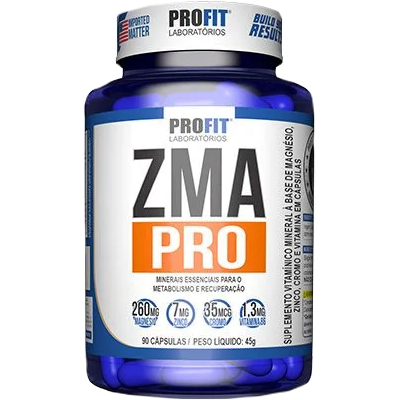 IMPORTED
MATTER
PROFIT®
LABORATÓRIOS
BUILD
RESULT
PROFIT®
LABORATÓRIOS
ZMA
PRO
MINERAIS ESSENCIAIS PARA O
METABOLISMO E RECUPERAÇÃO
260MG
MAGNÉSIO
7MG
ZINCO
35MCG
CROMO
1,3MG
VITAMINA B6
90 CÁPSULAS / PESO LÍQUIDO: 45g
SUPLEMENTO VITAMÍNICO MINERAL À BASE DE MAGNÉSIO,
ZINCO, CROMO E VITAMINA EM CÁPSULAS